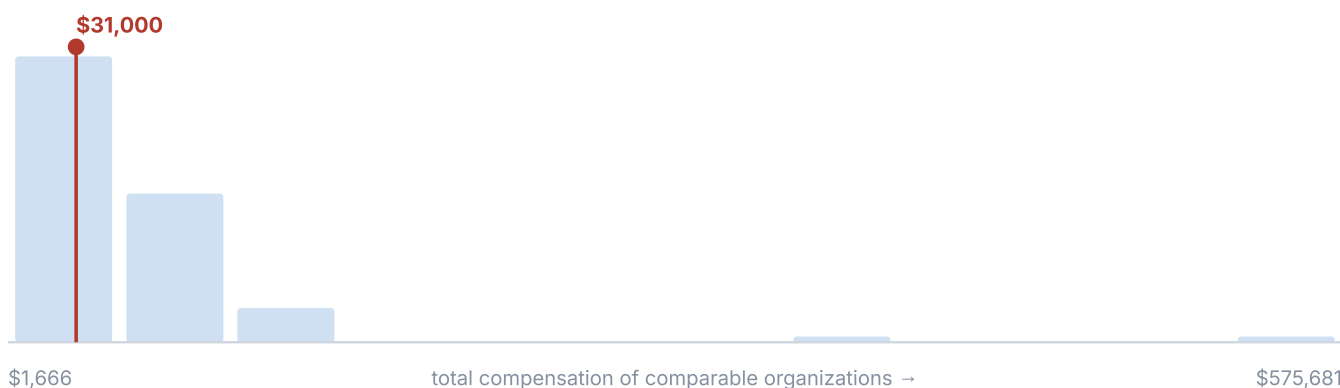 $31,000
$1,666
total compensation of comparable organizations →
$575,681